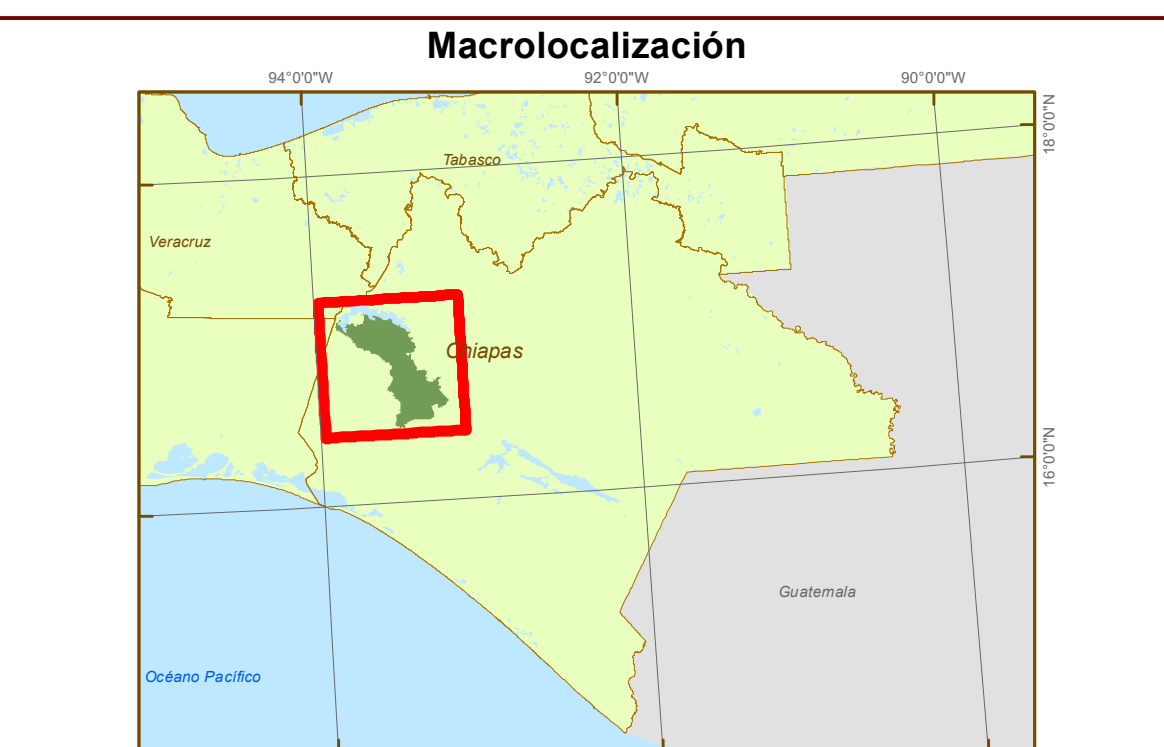 Macrolocalización
94°0'0"W
92°0'0"W
90°0'0"W
18°0'0"N
Tabasco
Veracruz
Chiapas
16°0'0"N
Guatemala
Océano Pacífico